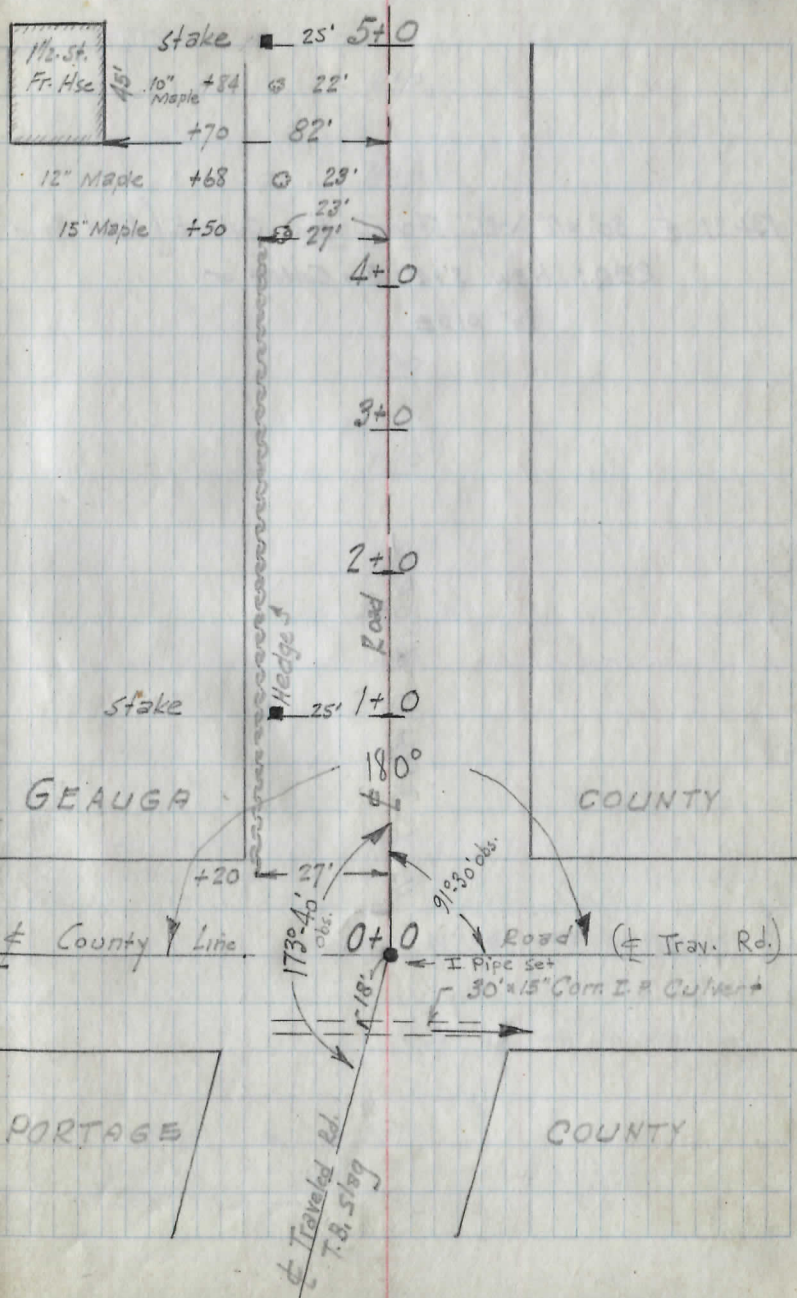 stake 25' 5+0
1½ St.
Fr. Hse 45' 10" Maple +84 22'
+70 82'
12" Maple +68 23'
15" Maple +50 23'
27'
4+0
3+0
2+0
Road
Hedge
stake 25' 1+0
180°
℄
GEAUGA COUNTY
+20 27'
173°-40' obs.
91°-30' obs.
℄ County Line 0+0 Road (℄ Trav. Rd.)
I. Pipe set
18'
30'x15" Corr. I. P. Culvert
PORTAGE COUNTY
℄ Traveled Rd.
T.B. Slag